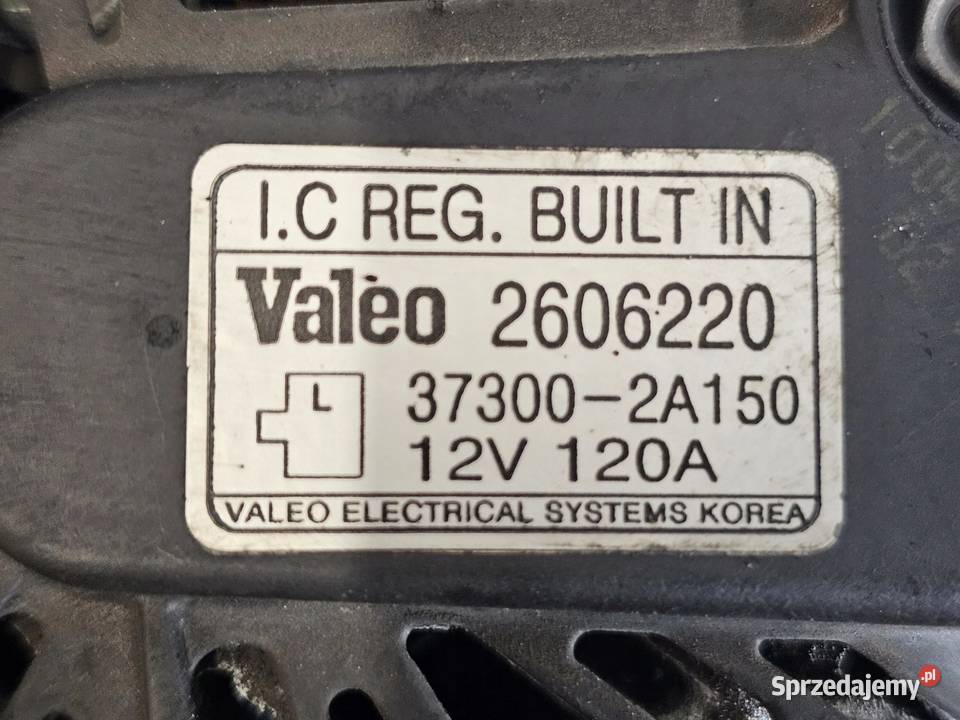 I.C REG. BUILT IN
Valeo 2606220
L 37300-2A150
12V 120A
VALEO ELECTRICAL SYSTEMS KOREA
Sprzedajemy.pl